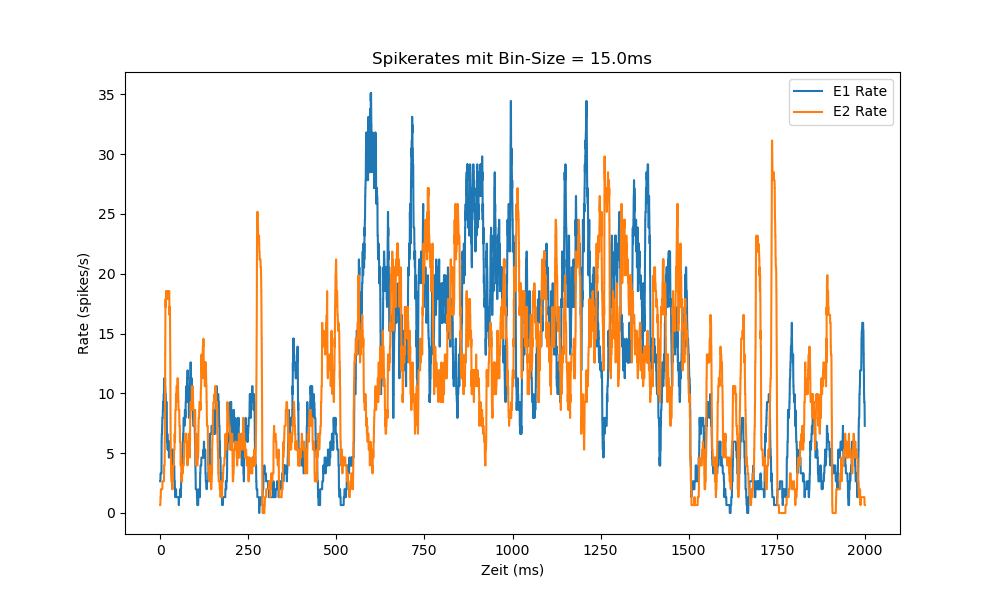 Spikerates mit Bin-Size = 15.0ms
E1 Rate
E2 Rate
35
30
25
20
15
10
5
0
Rate (spikes/s)
0 250 500 750 1000 1250 1500 1750 2000
Zeit (ms)